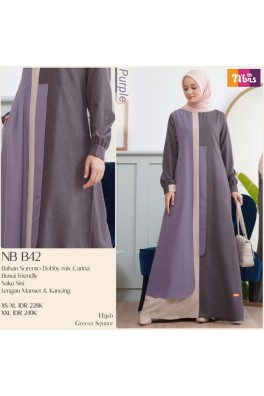 Nbrs
Purple
NB B42
Bahan Sorento Dobby mix Carina
Busui Friendly
Saku Sisi
Lengan Manset & Kancing
XS-XL IDR 228K
XXL IDR 240K
Hijab
Greesa Square